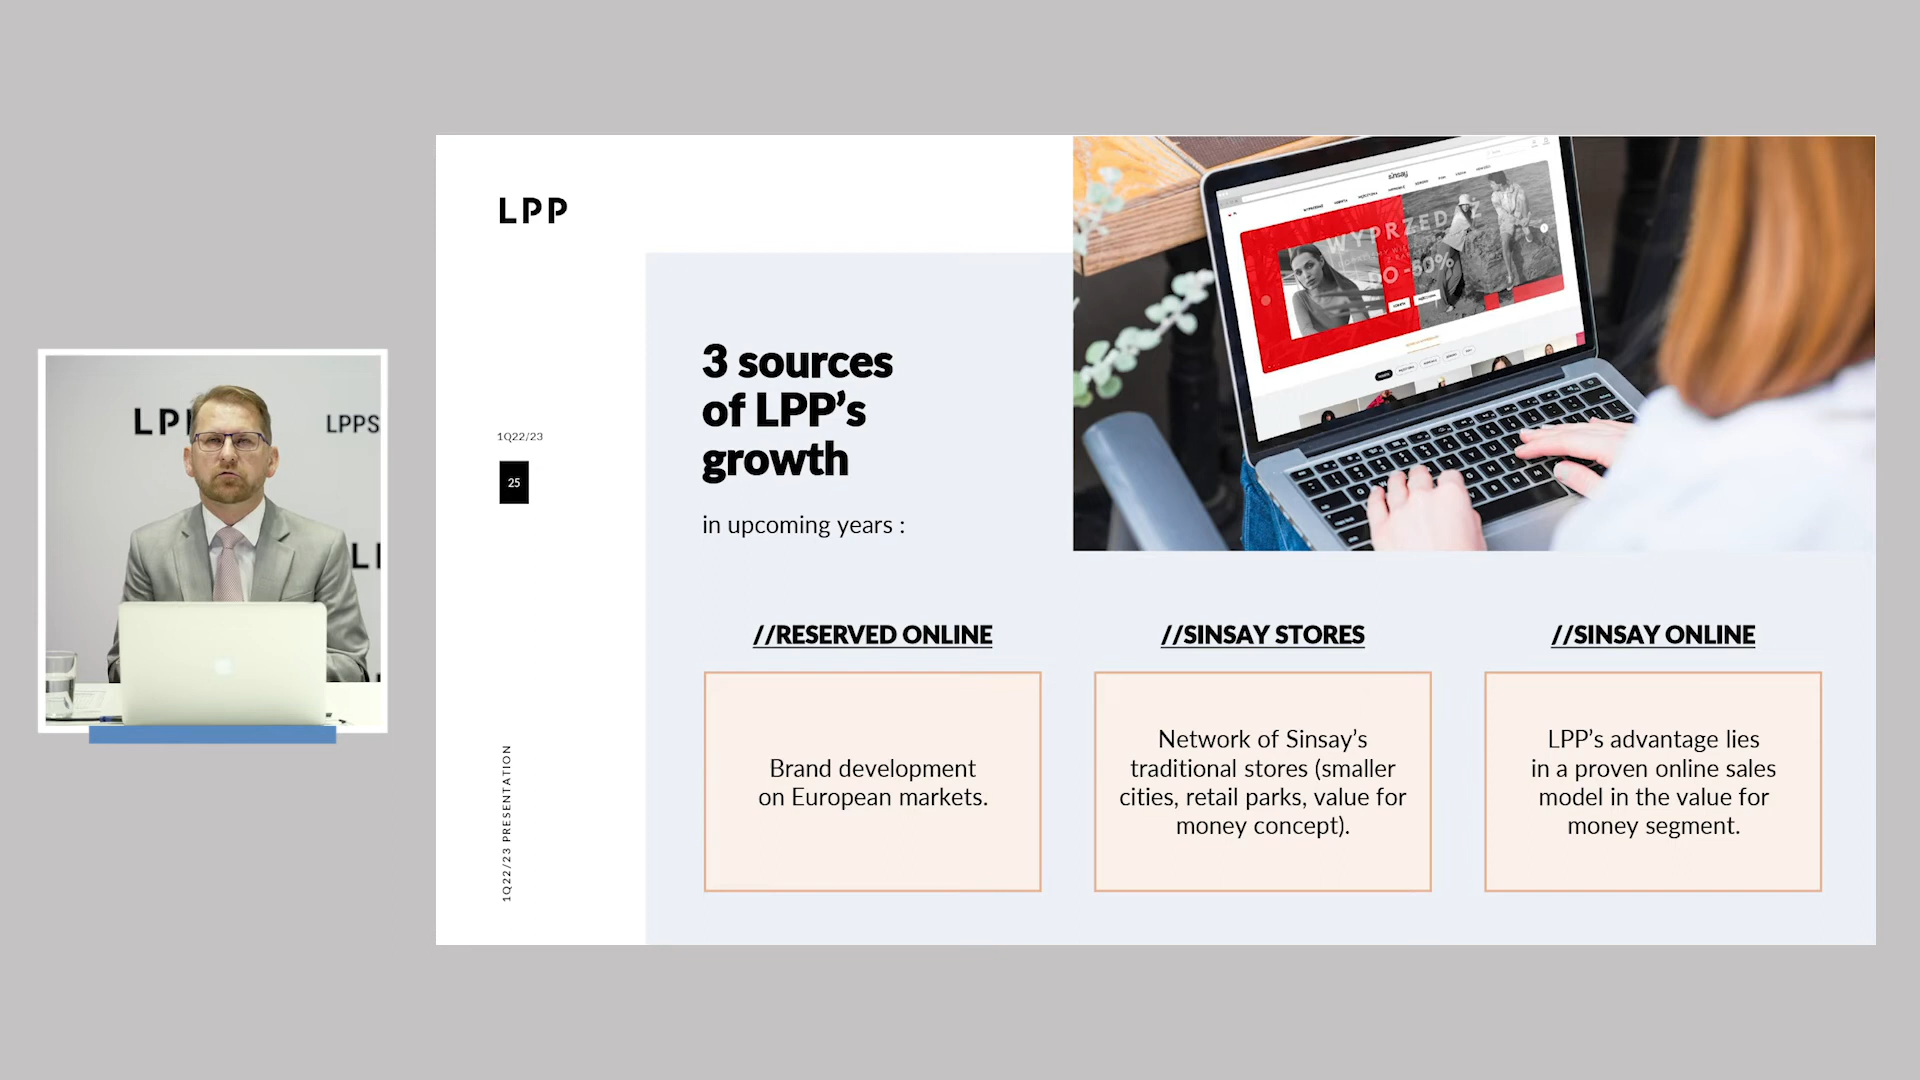 LPP
LPPS
LPP
1Q22/23
25
1Q22/23 PRESENTATION
3 sources
of LPP’s
growth
in upcoming years :
sinsay
WYPRZEDAŻ
DO -50%
//RESERVED ONLINE
Brand development
on European markets.
//SINSAY STORES
Network of Sinsay’s
traditional stores (smaller
cities, retail parks, value for
money concept).
//SINSAY ONLINE
LPP’s advantage lies
in a proven online sales
model in the value for
money segment.